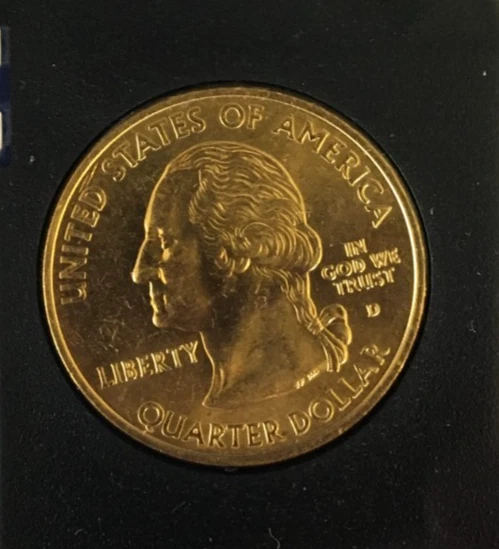 UNITED STATES OF AMERICA
IN
GOD WE
TRUST
D
LIBERTY
QUARTER DOLLAR